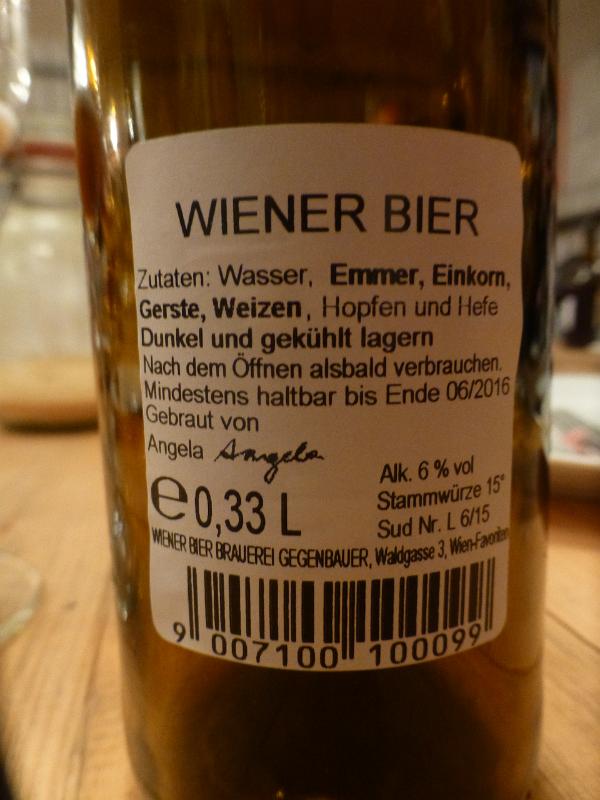 WIENER BIER
Zutaten: Wasser, Emmer, Einkorn,
Gerste, Weizen, Hopfen und Hefe
Dunkel und gekühlt lagern
Nach dem Öffnen alsbald verbrauchen.
Mindestens haltbar bis Ende 06/2016
Gebraut von
Angela Angela
Alk. 6 % vol
Stammwürze 15°
Sud Nr. L 6/15
e 0,33 L
WIENER BIER BRAUEREI GEGENBAUER, Waldgasse 3, Wien-Favoriten
9 007100 100099